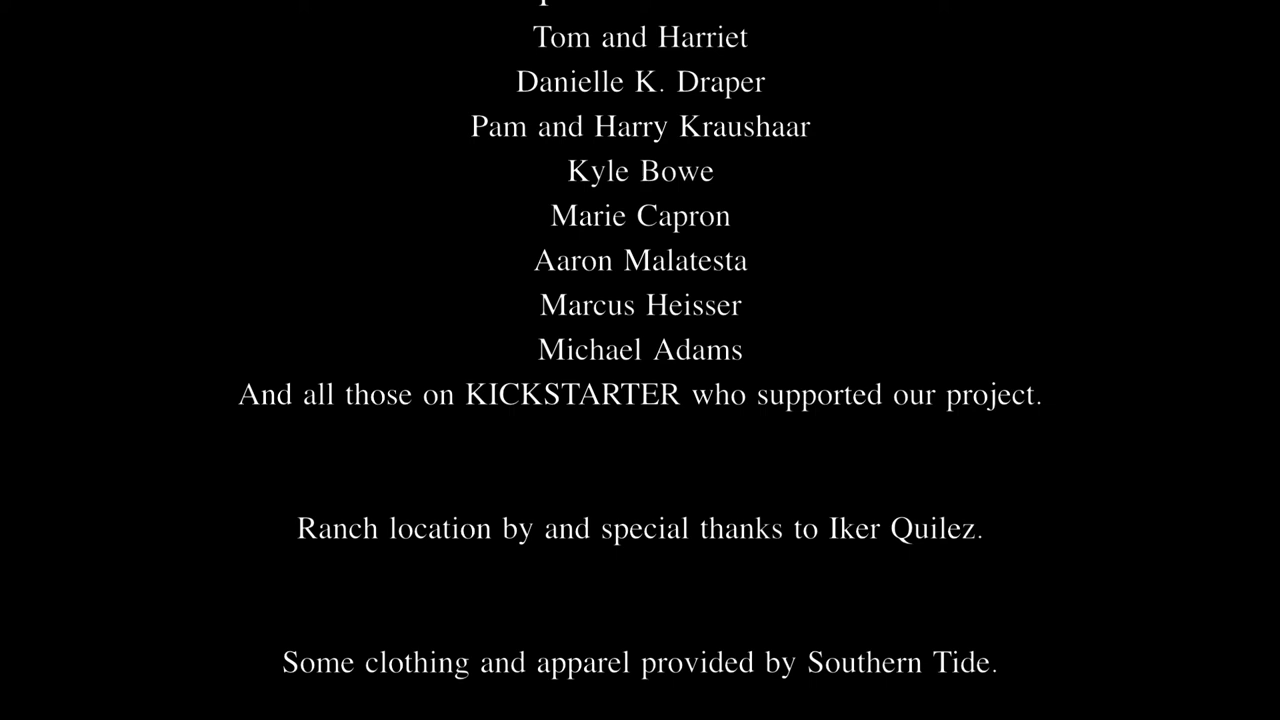 Tom and Harriet
Danielle K. Draper
Pam and Harry Kraushaar
Kyle Bowe
Marie Capron
Aaron Malatesta
Marcus Heisser
Michael Adams
And all those on KICKSTARTER who supported our project.
Ranch location by and special thanks to Iker Quilez.
Some clothing and apparel provided by Southern Tide.